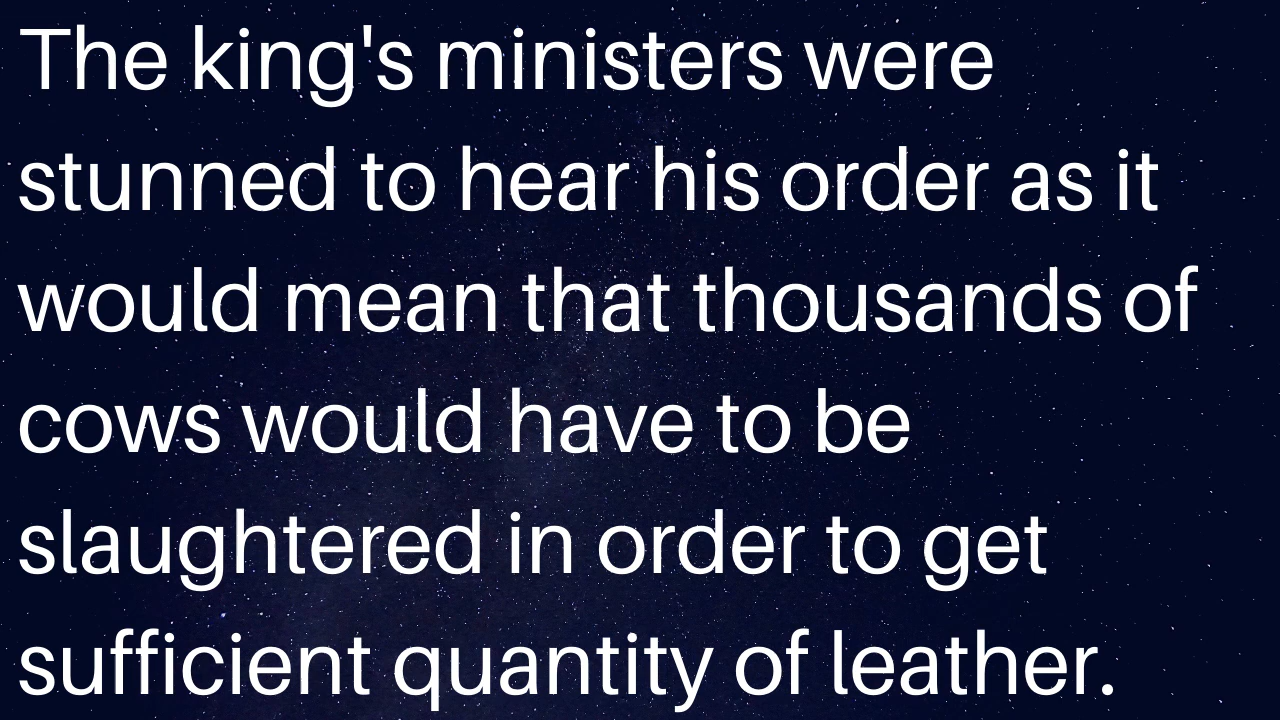 The king's ministers were
stunned to hear his order as it
would mean that thousands of
cows would have to be
slaughtered in order to get
sufficient quantity of leather.